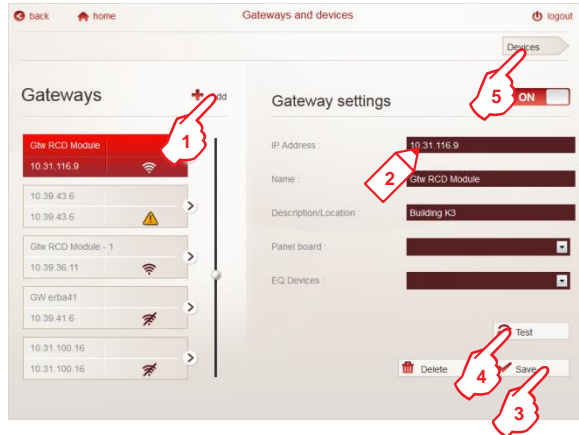 back home Gateways and devices logout
Devices
Gateways Add
Gateway settings ON
5
1
Gtw RCD Module
10.31.116.9
IP Address : 10.31.116.9
2
Name : Gtw RCD Module
10.39.43.6
10.39.43.6
Description/Location : Building K3
Gtw RCD Module - 1
10.39.36.11
Panel board :
EQ Devices :
GW erba41
10.39.41.6
Test
10.31.100.16
10.31.100.16
Delete Save
4
3